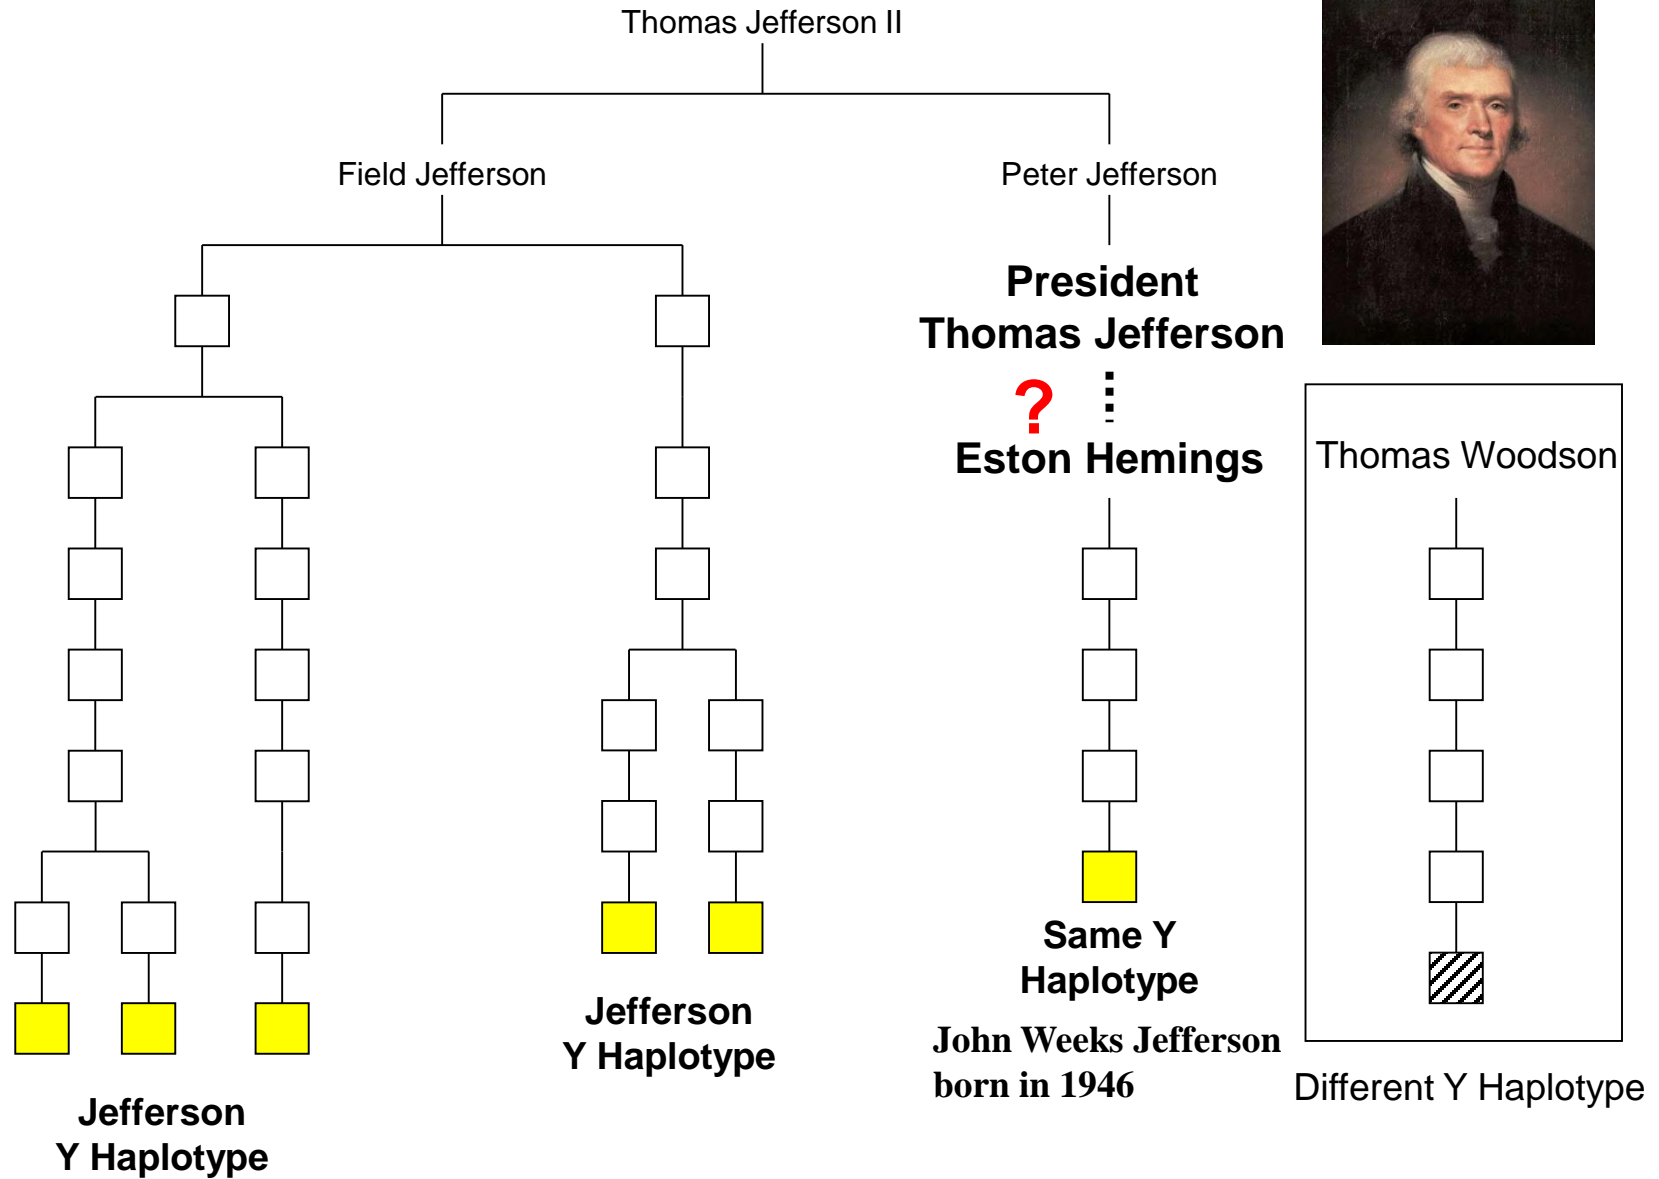 Thomas Jefferson II
Field Jefferson
Peter Jefferson
President
Thomas Jefferson
?
Eston Hemings
Thomas Woodson
Same Y
Haplotype
John Weeks Jefferson
born in 1946
Different Y Haplotype
Jefferson
Y Haplotype
Jefferson
Y Haplotype